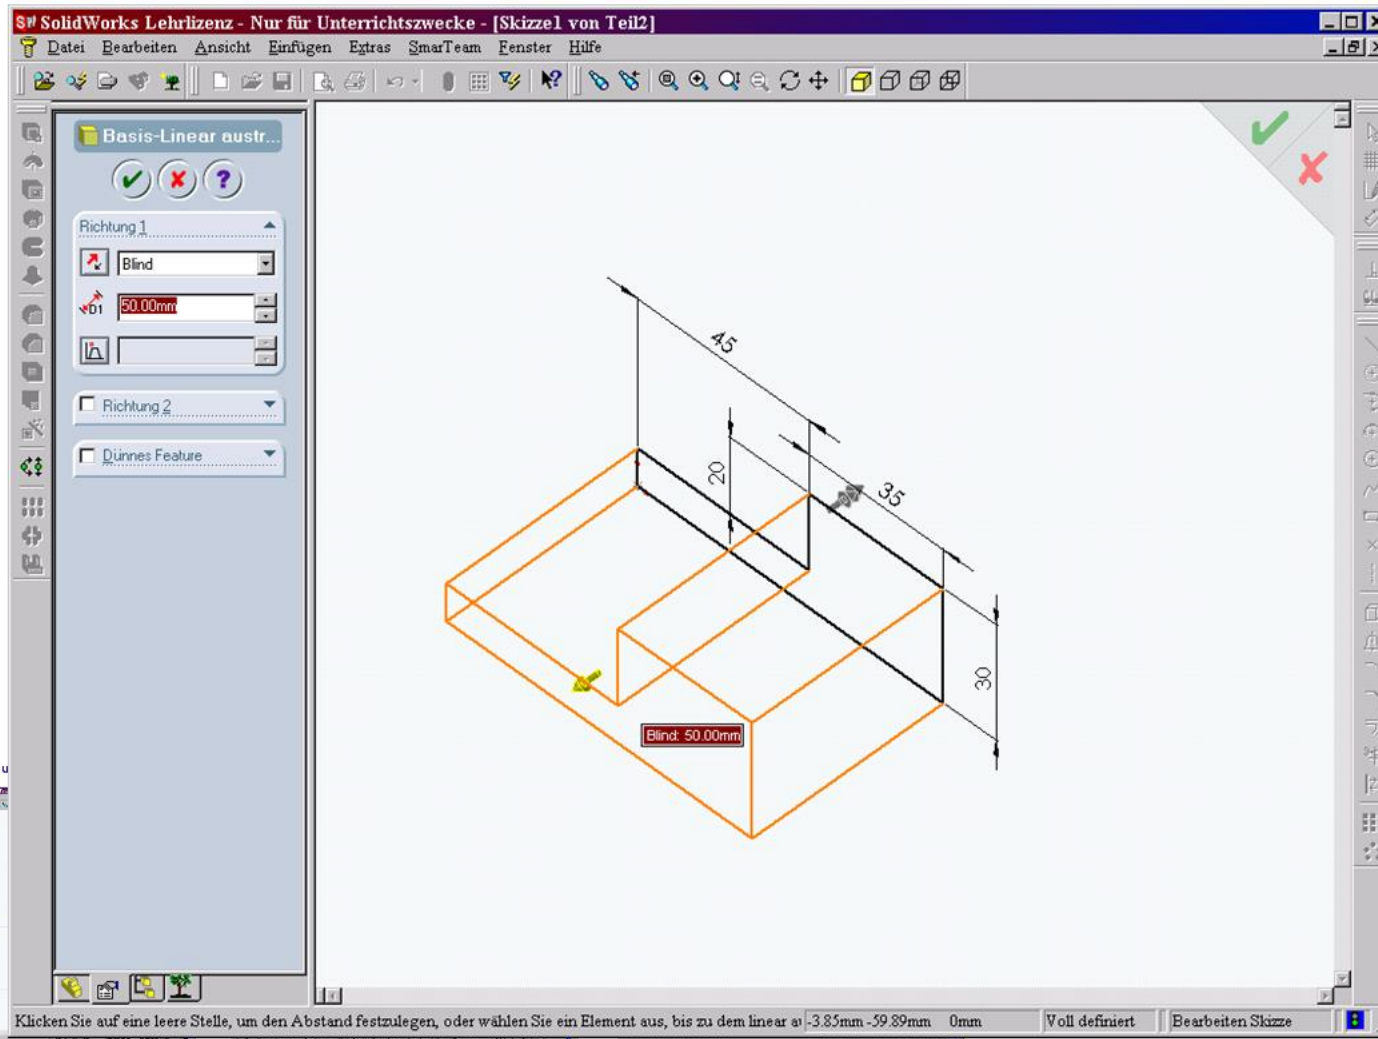 SolidWorks Lehrlizenz - Nur für Unterrichtszwecke - [Skizze1 von Teil2]
Datei Bearbeiten Ansicht Einfügen Extras SmarTeam Fenster Hilfe
Basis-Linear austr...
Richtung 1
Blind
D1 50.00mm
Richtung 2
Dünnes Feature
45
20
35
30
Blind: 50.00mm
Klicken Sie auf eine leere Stelle, um den Abstand festzulegen, oder wählen Sie ein Element aus, bis zu dem linear -3.85mm -59.89mm 0mm Voll definiert Bearbeiten Skizze